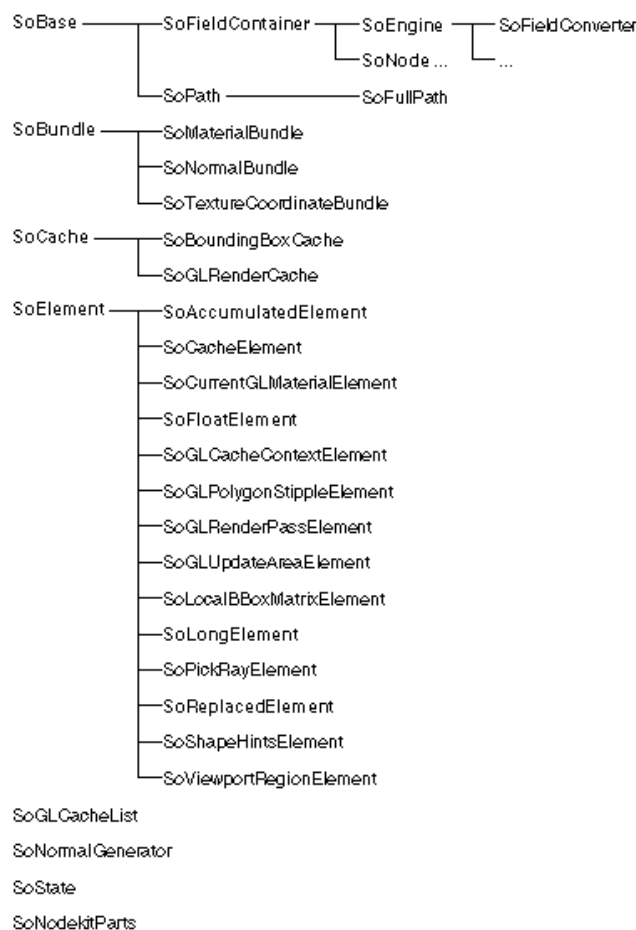 SoBase SoFieldContainer SoEngine SoFieldConverter
SoNode ... ...
SoPath SoFullPath
SoBundle SoMaterialBundle
SoNormalBundle
SoTextureCoordinateBundle
SoCache SoBoundingBoxCache
SoGLRenderCache
SoElement SoAccumulatedElement
SoCacheElement
SoCurrentGLMaterialElement
SoFloatElement
SoGLCacheContextElement
SoGLPolygonStippleElement
SoGLRenderPassElement
SoGLUpdateAreaElement
SoLocalBBoxMatrixElement
SoLongElement
SoPickRayElement
SoReplacedElement
SoShapeHintsElement
SoViewportRegionElement
SoGLCacheList
SoNormalGenerator
SoState
SoNodekitParts